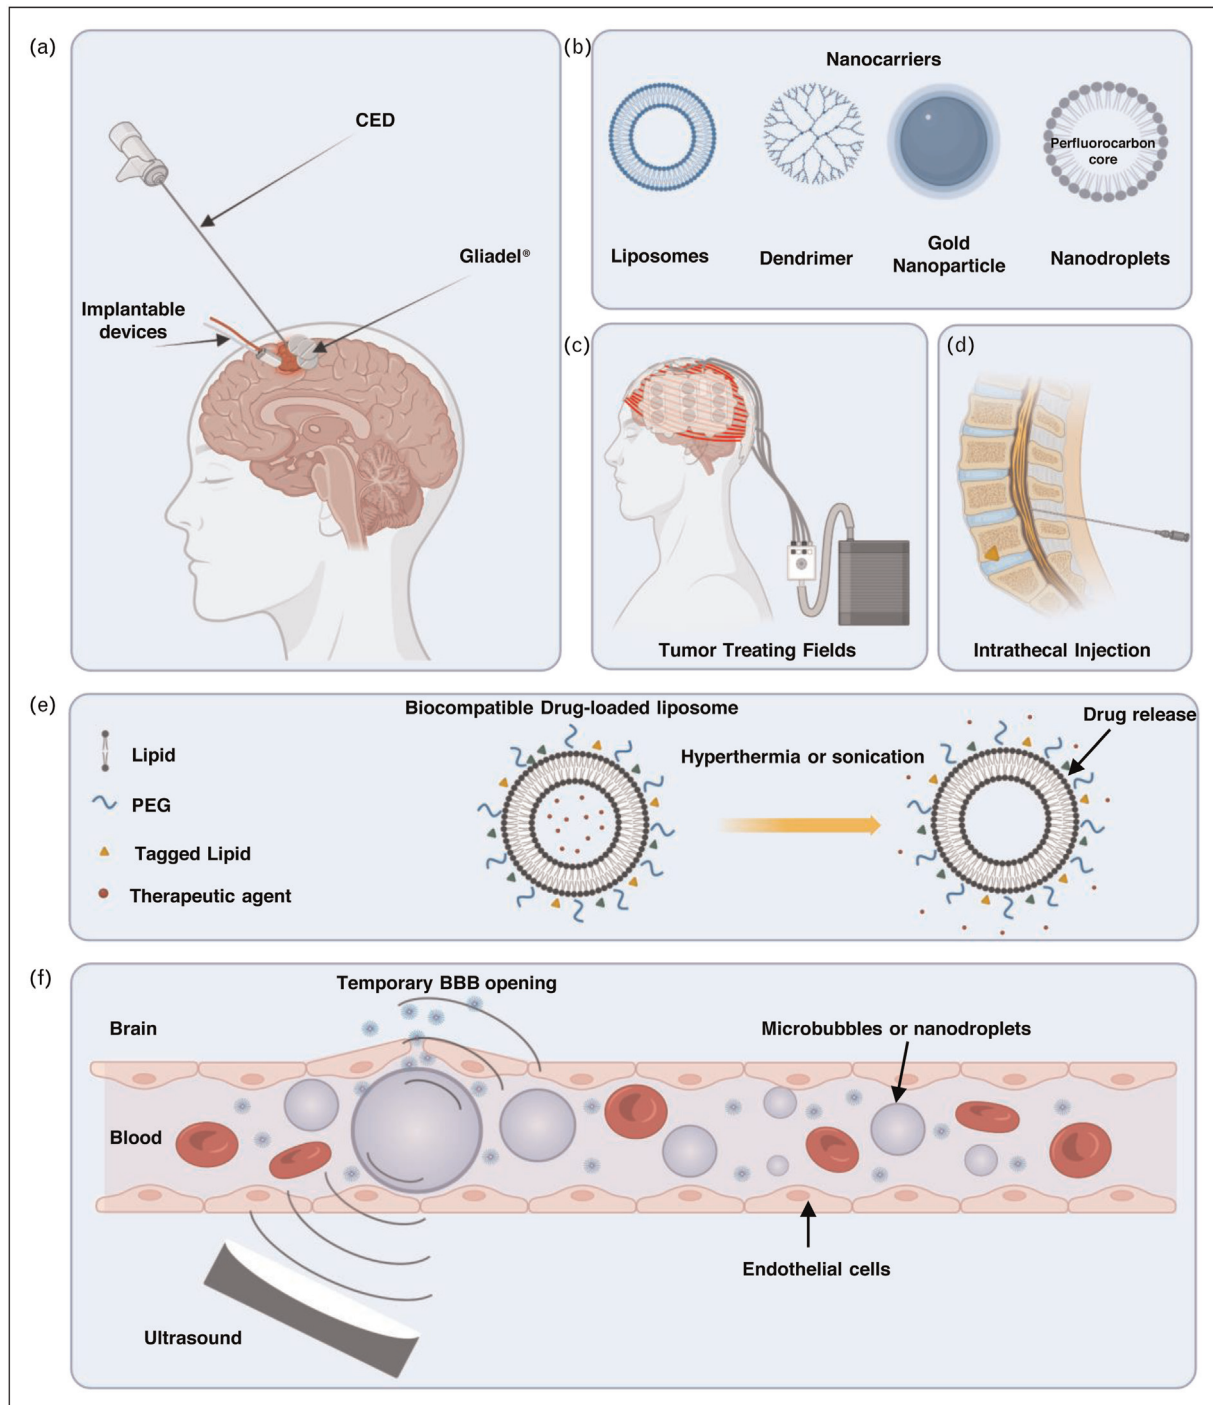 (a)
CED
Gliadel®
Implantable
devices
(b)
Nanocarriers
Perfluorocarbon
core
Liposomes
Dendrimer
Gold
Nanoparticle
Nanodroplets
(c)
Tumor Treating Fields
(d)
Intrathecal Injection
(e)
Lipid
PEG
Tagged Lipid
Therapeutic agent
Biocompatible Drug-loaded liposome
Hyperthermia or sonication
Drug release
(f)
Temporary BBB opening
Brain
Microbubbles or nanodroplets
Blood
Endothelial cells
Ultrasound